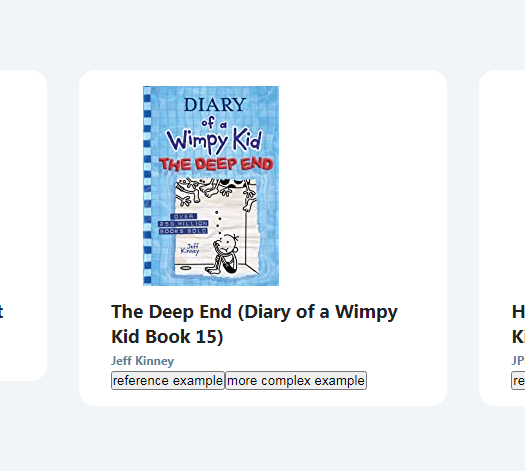 DIARY
of a
Wimpy Kid
THE DEEP END
OVER
250 MILLION
BOOKS SOLD
Jeff
Kinney
t
The Deep End (Diary of a Wimpy
Kid Book 15)
Jeff Kinney
reference example
more complex example
H
Ki
JP
re